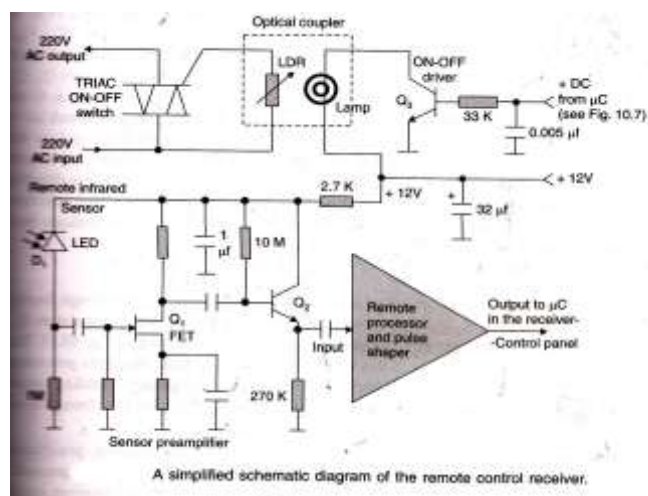 Optical coupler
220V
AC output
LDR
ON-OFF
driver
TRIAC
ON-OFF
switch
Lamp
Q₃
33 K
+ DC
from μC
(see Fig. 10.7)
0.005 μf
220V
AC input
2.7 K
+ 12V
+ 12V
Remote infrared
Sensor
+
32 μf
LED
1
μf
10 M
D₁
Q₁
FET
Q₂
Remote
processor
and pulse
shaper
Output to μC
in the receiver-
-Control panel
Input
270 K
Sensor preamplifier
A simplified schematic diagram of the remote control receiver.